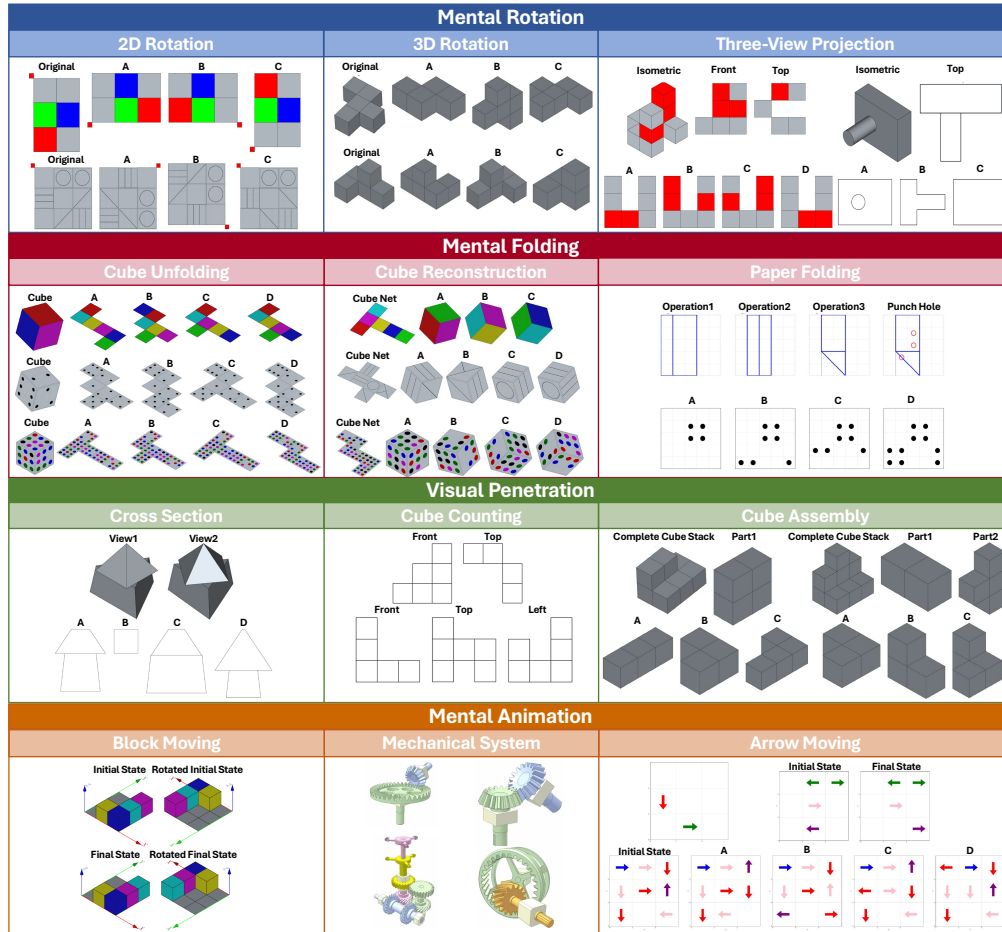 Mental Rotation
2D Rotation
3D Rotation
Three-View Projection
Original
A
B
C
Original
A
B
C
Original
A
B
C
Original
A
B
C
Isometric
Front
Top
A
B
C
D
Isometric
Top
A
B
C
Mental Folding
Cube Unfolding
Cube Reconstruction
Paper Folding
Cube
A
B
C
D
Cube
A
B
C
D
Cube
A
B
C
D
Cube Net
A
B
C
Cube Net
A
B
C
D
Cube Net
A
B
C
D
Operation1
Operation2
Operation3
Punch Hole
A
B
C
D
Visual Penetration
Cross Section
Cube Counting
Cube Assembly
View1
View2
A
B
C
D
Front
Top
Front
Top
Left
Complete Cube Stack
Part1
A
B
C
Complete Cube Stack
Part1
Part2
A
B
C
Mental Animation
Block Moving
Mechanical System
Arrow Moving
Initial State
Rotated Initial State
Final State
Rotated Final State
Initial State
Final State
Initial State
A
B
C
D